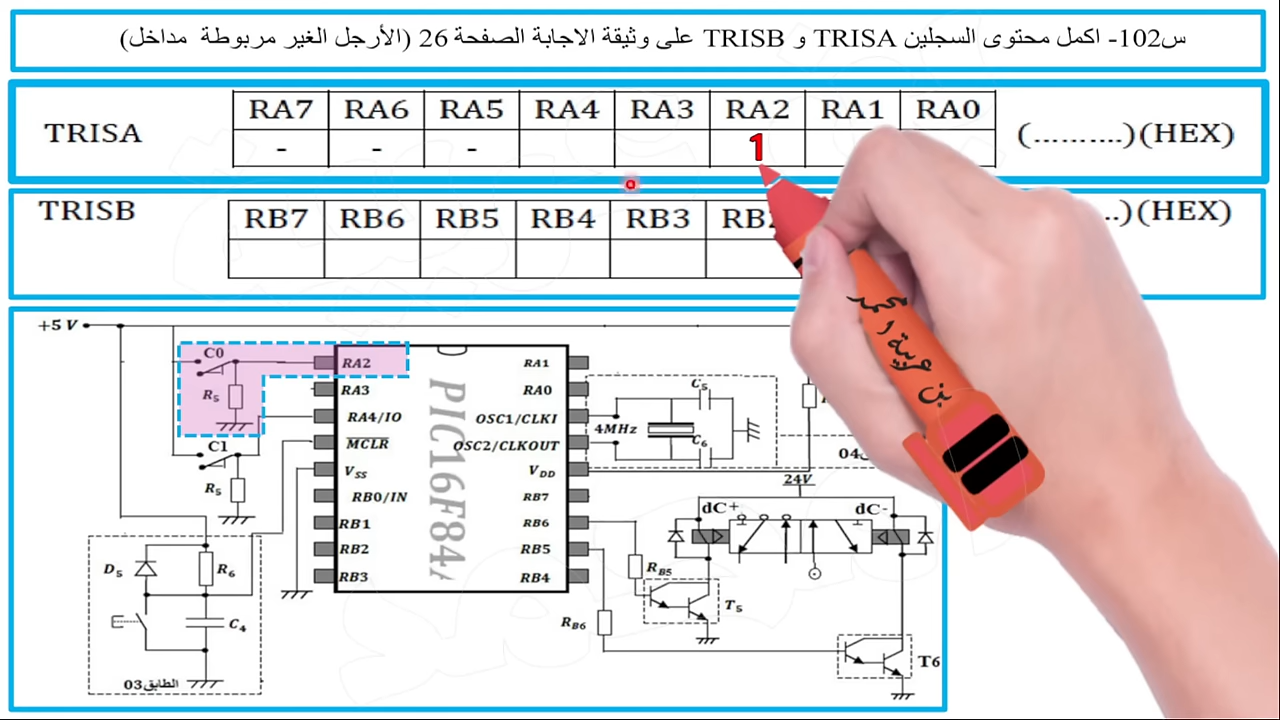 س102- اكمل محتوى السجلين TRISA و TRISB على وثيقة الاجابة الصفحة 26 (الأرجل الغير مربوطة مداخل)
TRISA RA7 RA6 RA5 RA4 RA3 RA2 RA1 RA0 (..........)(HEX)
- - - 1
TRISB RB7 RB6 RB5 RB4 RB3 ..)(HEX)
+5 V
C0 RA2 RA1
R5 RA3 RA0 C5
RA4/IO OSC1/CLKI 4MHz
C1 MCLR OSC2/CLKOUT C6
R5 VSS VDD 24V
RB0/IN RB7 dC+ dC-
RB1 RB6
D5 R6 RB2 RB5 RB5
RB3 RB4 T5
C4 RB6
T6
الطابق03
PIC16F84A